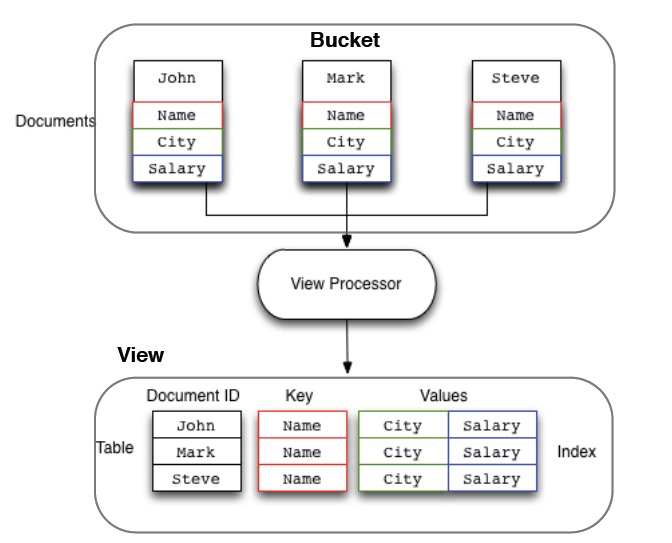 Bucket
John Mark Steve
Documents Name Name Name
City City City
Salary Salary Salary
View Processor
View
Document ID Key Values
John Name City Salary
Table Mark Name City Salary Index
Steve Name City Salary